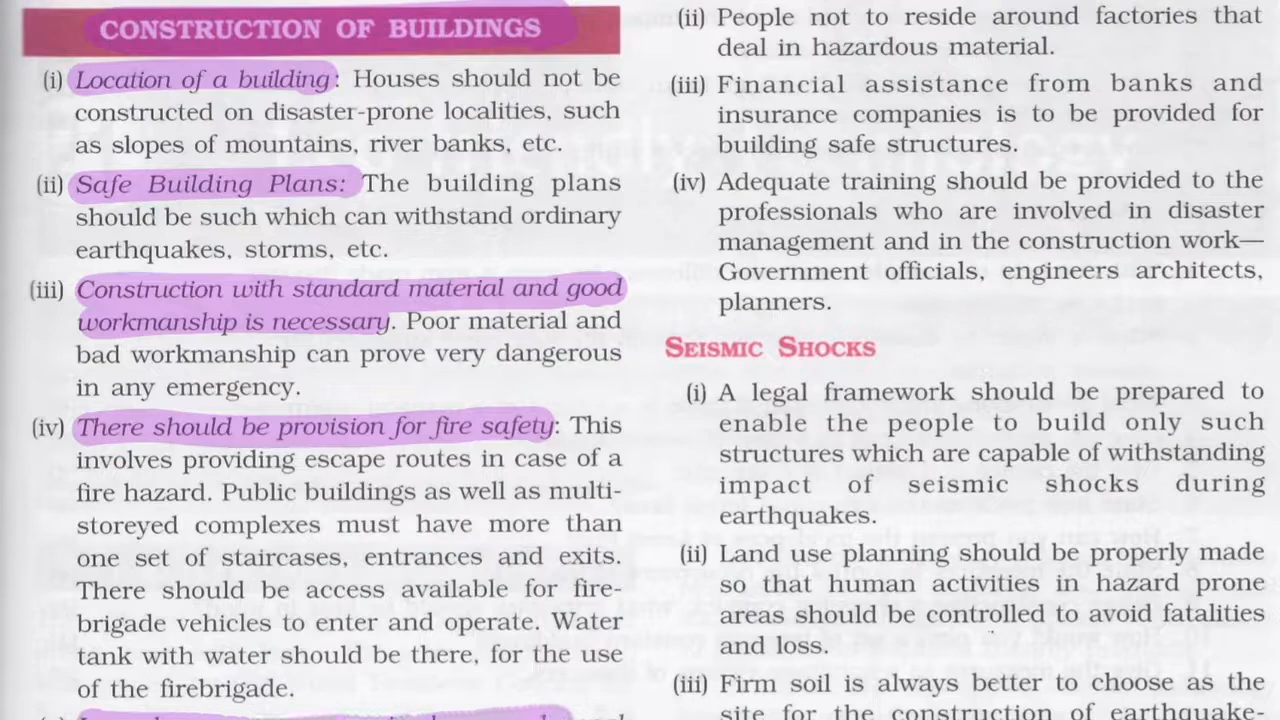 CONSTRUCTION OF BUILDINGS
(i) Location of a building: Houses should not be
constructed on disaster-prone localities, such
as slopes of mountains, river banks, etc.
(ii) Safe Building Plans: The building plans
should be such which can withstand ordinary
earthquakes, storms, etc.
(iii) Construction with standard material and good
workmanship is necessary. Poor material and
bad workmanship can prove very dangerous
in any emergency.
(iv) There should be provision for fire safety: This
involves providing escape routes in case of a
fire hazard. Public buildings as well as multi-
storeyed complexes must have more than
one set of staircases, entrances and exits.
There should be access available for fire-
brigade vehicles to enter and operate. Water
tank with water should be there, for the use
of the firebrigade.
(ii) People not to reside around factories that
deal in hazardous material.
(iii) Financial assistance from banks and
insurance companies is to be provided for
building safe structures.
(iv) Adequate training should be provided to the
professionals who are involved in disaster
management and in the construction work—
Government officials, engineers architects,
planners.
SEISMIC SHOCKS
(i) A legal framework should be prepared to
enable the people to build only such
structures which are capable of withstanding
impact of seismic shocks during
earthquakes.
(ii) Land use planning should be properly made
so that human activities in hazard prone
areas should be controlled to avoid fatalities
and loss.
(iii) Firm soil is always better to choose as the
site for the construction of earthquake-